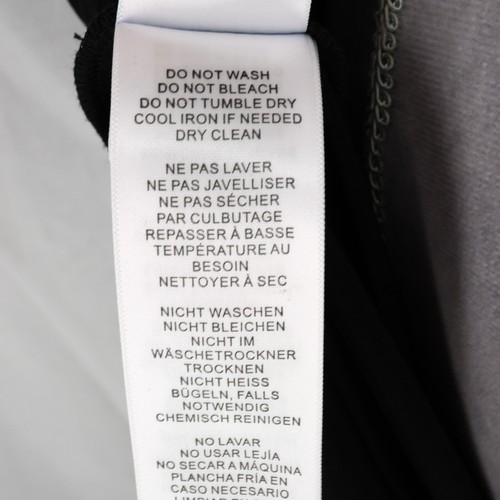 DO NOT WASH
DO NOT BLEACH
DO NOT TUMBLE DRY
COOL IRON IF NEEDED
DRY CLEAN
NE PAS LAVER
NE PAS JAVELLISER
NE PAS SÉCHER
PAR CULBUTAGE
REPASSER À BASSE
TEMPÉRATURE AU
BESOIN
NETTOYER À SEC
NICHT WASCHEN
NICHT BLEICHEN
NICHT IM
WÄSCHETROCKNER
TROCKNEN
NICHT HEISS
BÜGELN, FALLS
NOTWENDIG
CHEMISCH REINIGEN
NO LAVAR
NO USAR LEJÍA
NO SECAR A MÁQUINA
PLANCHA FRÍA EN
CASO NECESARIO